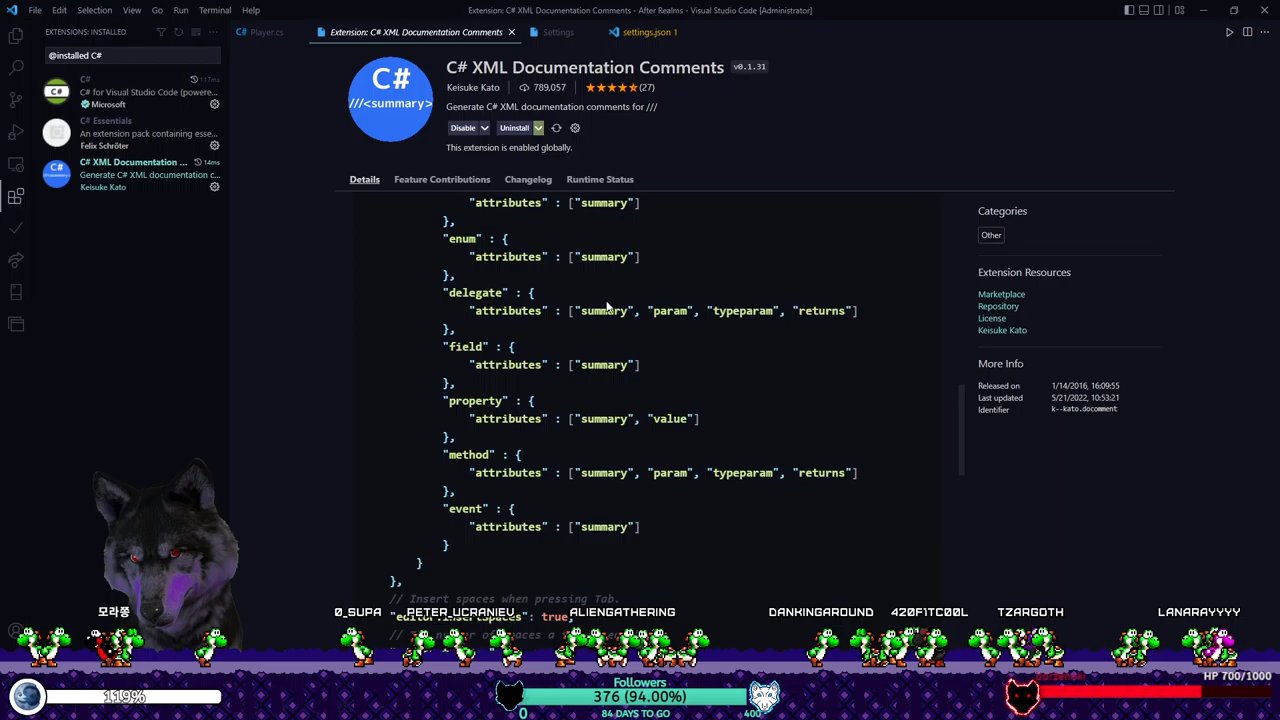 File Edit Selection View Go Run Terminal Help
Extension: C# XML Documentation Comments - After Realms - Visual Studio Code [Administrator]
EXTENSIONS: INSTALLED
Player.cs
Extension: C# XML Documentation Comments
Settings
settings.json 1
@installed C#
C#
117ms
C# for Visual Studio Code (powere...
Microsoft
C# Essentials
An extension pack containing esse...
Felix Schröter
C# XML Documentation ...
14ms
Generate C# XML documentation c...
Keisuke Kato
C#
///<summary>
C# XML Documentation Comments v0.1.31
Keisuke Kato 789,057 (27)
Generate C# XML documentation comments for ///
Disable Uninstall
This extension is enabled globally.
Details Feature Contributions Changelog Runtime Status
"attributes" : ["summary"]
},
"enum" : {
"attributes" : ["summary"]
},
"delegate" : {
"attributes" : ["summary", "param", "typeparam", "returns"]
},
"field" : {
"attributes" : ["summary"]
},
"property" : {
"attributes" : ["summary", "value"]
},
"method" : {
"attributes" : ["summary", "param", "typeparam", "returns"]
},
"event" : {
"attributes" : ["summary"]
}
}
},
// Insert spaces when pressing Tab.
"editor.insertSpaces": true,
Categories
Other
Extension Resources
Marketplace
Repository
License
Keisuke Kato
More Info
Released on 1/14/2016, 16:09:55
Last updated 5/21/2022, 10:53:21
Identifier k--kato.docomment
모라쫑
0_SUPA
PETER_UCRANIEV
ALIENGATHERING
DANKINGAROUND
420F1TC00L
TZARGOTH
LANARAYYYY
119%
Followers
376 (94.00%)
0 84 DAYS TO GO 400
HP 700/1000